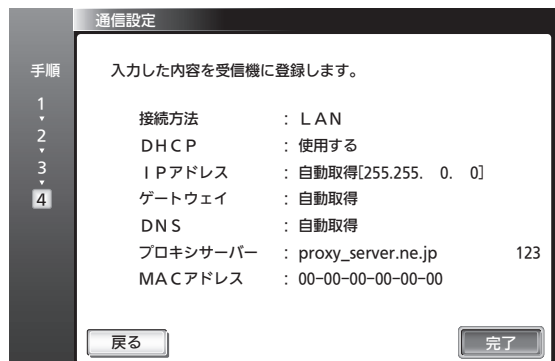 通信設定
手順
1
2
3
4
入力した内容を受信機に登録します。
接続方法 : ＬＡＮ
ＤＨＣＰ : 使用する
ＩＰアドレス : 自動取得[255.255. 0. 0]
ゲートウェイ : 自動取得
ＤＮＳ : 自動取得
プロキシサーバー : proxy_server.ne.jp 123
ＭＡＣアドレス : 00-00-00-00-00-00
戻る
完了